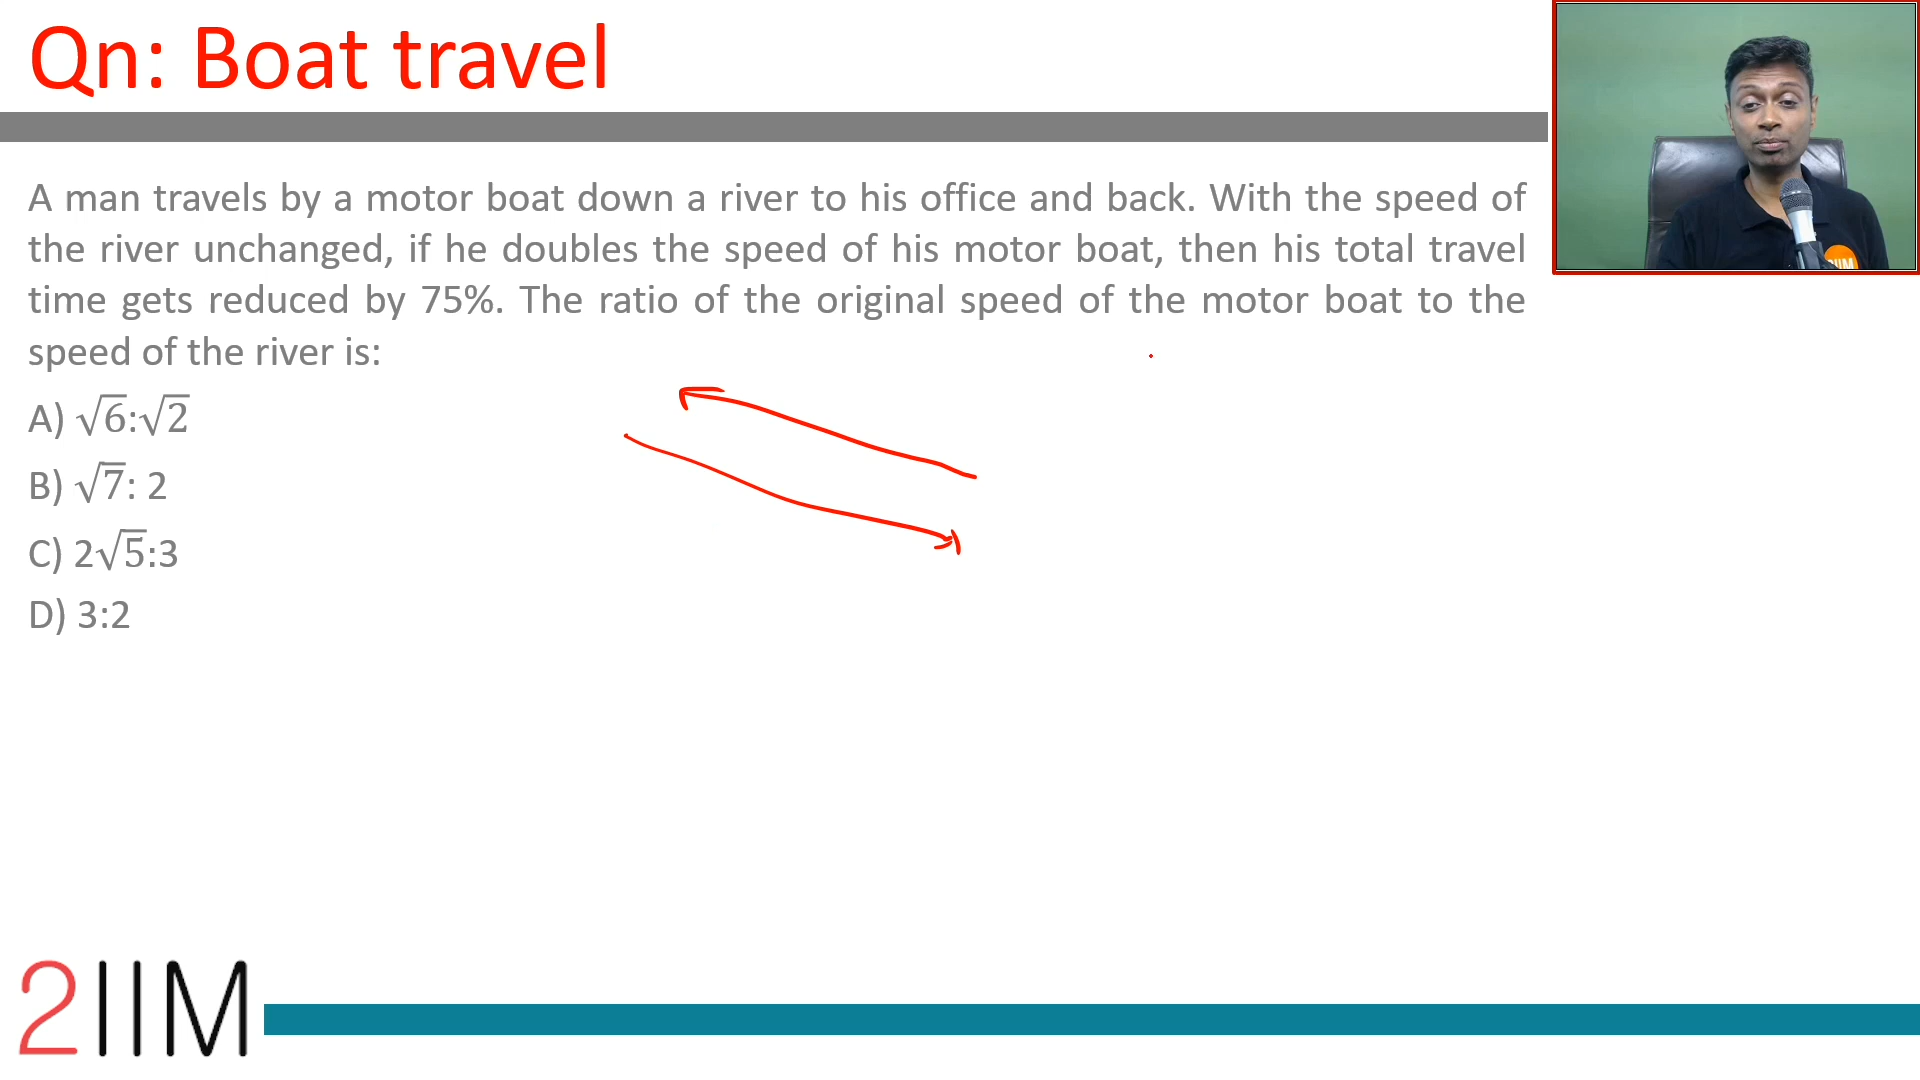 Qn: Boat travel
A man travels by a motor boat down a river to his office and back. With the speed of
the river unchanged, if he doubles the speed of his motor boat, then his total travel
time gets reduced by 75%. The ratio of the original speed of the motor boat to the
speed of the river is:
A) √6:√2
B) √7: 2
C) 2√5:3
D) 3:2
2IIM